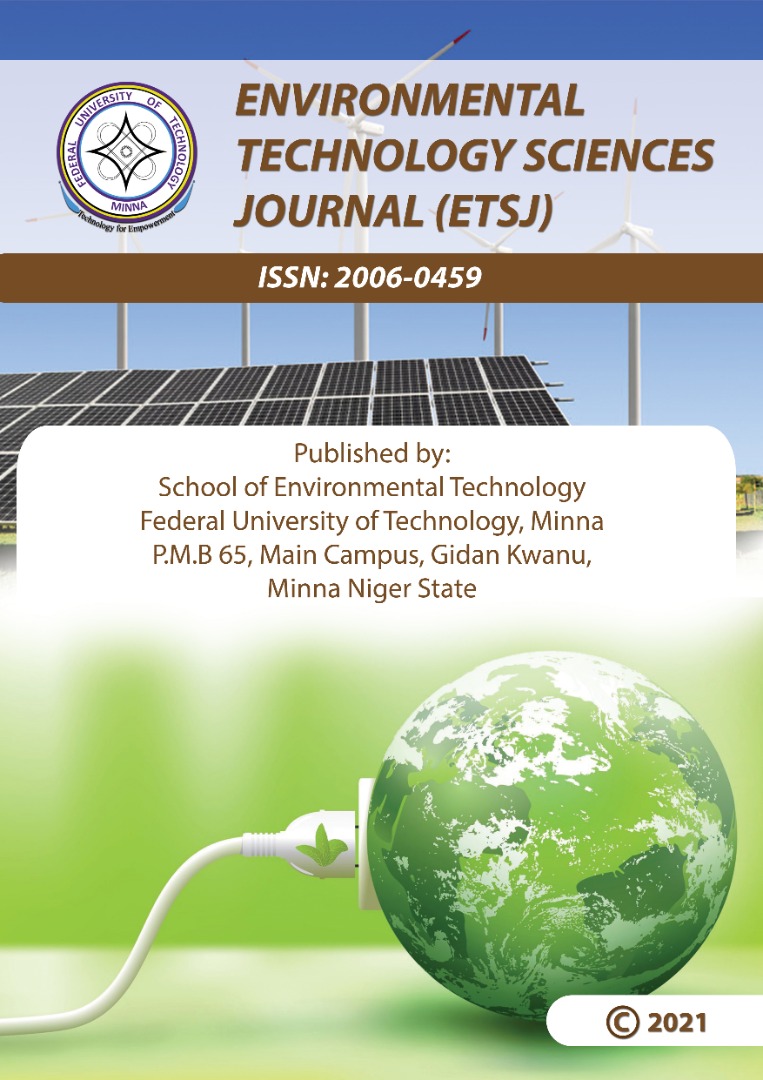 FEDERAL UNIVERSITY OF TECHNOLOGY
MINNA
Technology for Empowerment
ENVIRONMENTAL
TECHNOLOGY SCIENCES
JOURNAL (ETSJ)
ISSN: 2006-0459
Published by:
School of Environmental Technology
Federal University of Technology, Minna
P.M.B 65, Main Campus, Gidan Kwanu,
Minna Niger State
© 2021